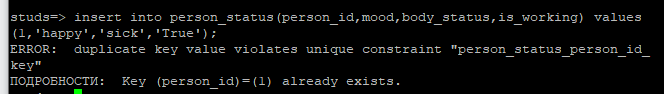 studs=> insert into person_status(person_id,mood,body_status,is_working) values
(1,'happy','sick','True');
ERROR:  duplicate key value violates unique constraint "person_status_person_id_
key"
ПОДРОБНОСТИ:  Key (person_id)=(1) already exists.